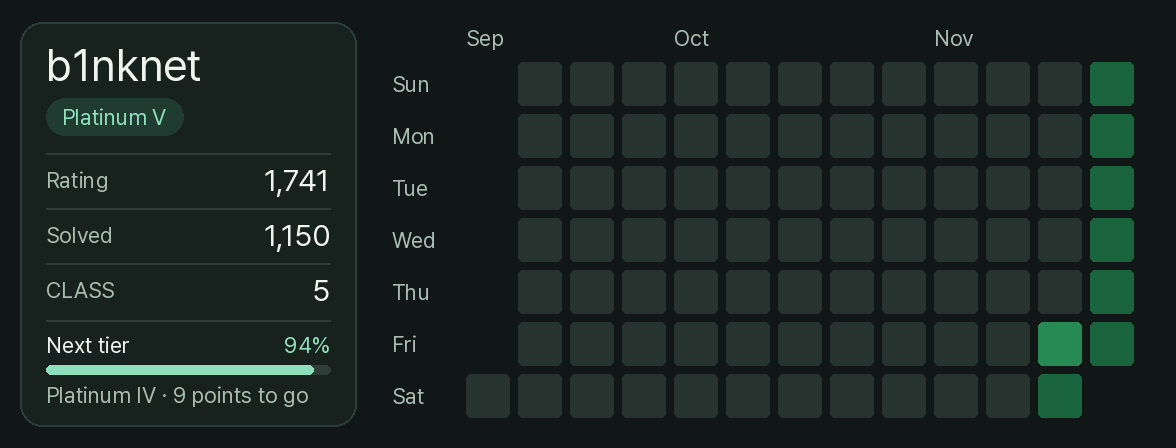 b1nknet
Platinum V
Rating 1,741
Solved 1,150
CLASS 5
Next tier 94%
Platinum IV · 9 points to go
Sep Oct Nov
Sun
Mon
Tue
Wed
Thu
Fri
Sat